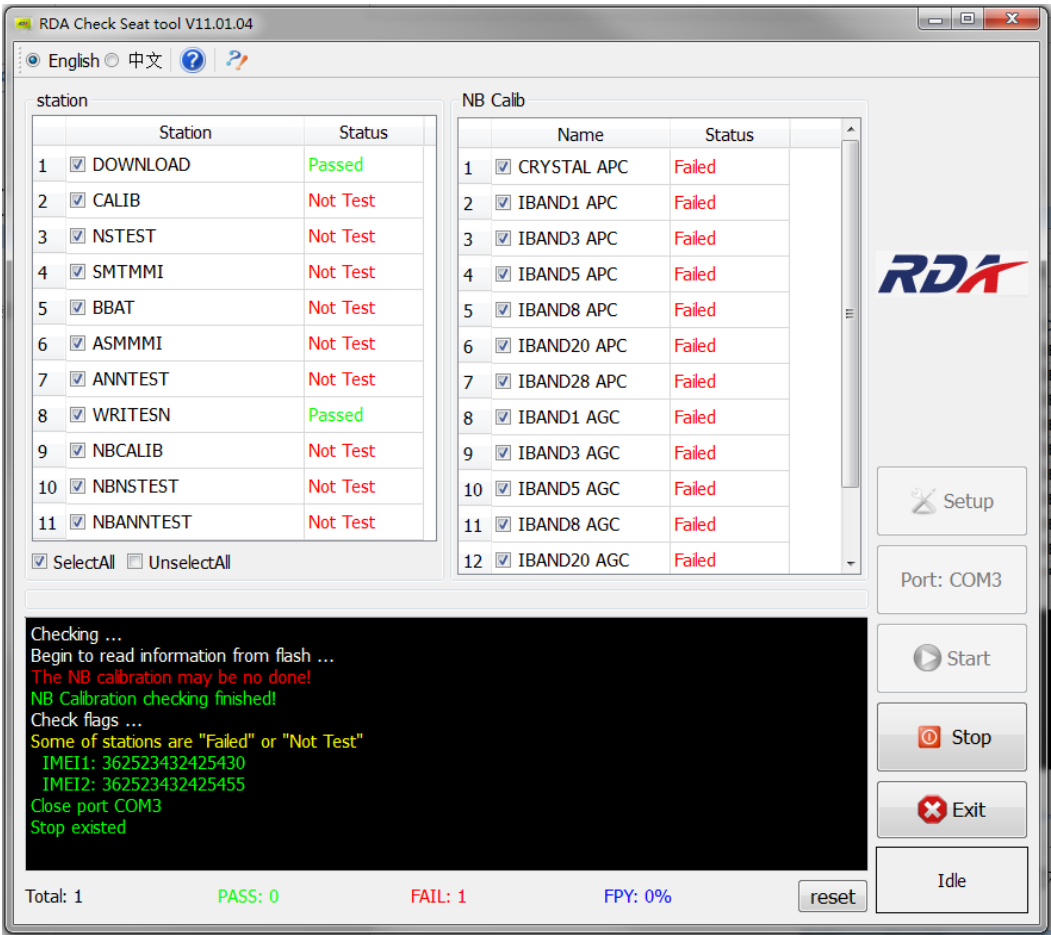 RDA Check Seat tool V11.01.04
English 中文
station
Station Status
1 DOWNLOAD Passed
2 CALIB Not Test
3 NSTEST Not Test
4 SMTMMI Not Test
5 BBAT Not Test
6 ASMMMI Not Test
7 ANNTEST Not Test
8 WRITESN Passed
9 NBCALIB Not Test
10 NBNSTEST Not Test
11 NBANNTEST Not Test
SelectAll UnselectAll
NB Calib
Name Status
1 CRYSTAL APC Failed
2 IBAND1 APC Failed
3 IBAND3 APC Failed
4 IBAND5 APC Failed
5 IBAND8 APC Failed
6 IBAND20 APC Failed
7 IBAND28 APC Failed
8 IBAND1 AGC Failed
9 IBAND3 AGC Failed
10 IBAND5 AGC Failed
11 IBAND8 AGC Failed
12 IBAND20 AGC Failed
RDA
Setup
Port: COM3
Start
Stop
Exit
Idle
Checking ...
Begin to read information from flash ...
The NB calibration may be no done!
NB Calibration checking finished!
Check flags ...
Some of stations are "Failed" or "Not Test"
IMEI1: 362523432425430
IMEI2: 362523432425455
Close port COM3
Stop existed
Total: 1 PASS: 0 FAIL: 1 FPY: 0% reset